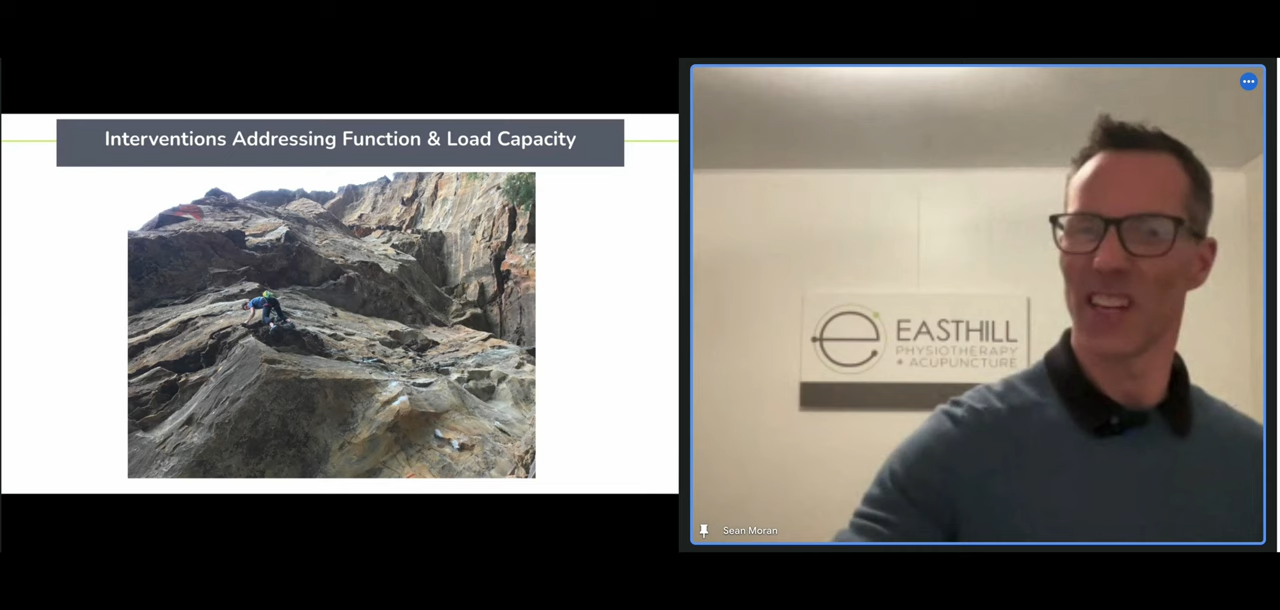 Interventions Addressing Function & Load Capacity
EASTHILL
PHYSIOTHERAPY
+ ACUPUNCTURE
Sean Moran